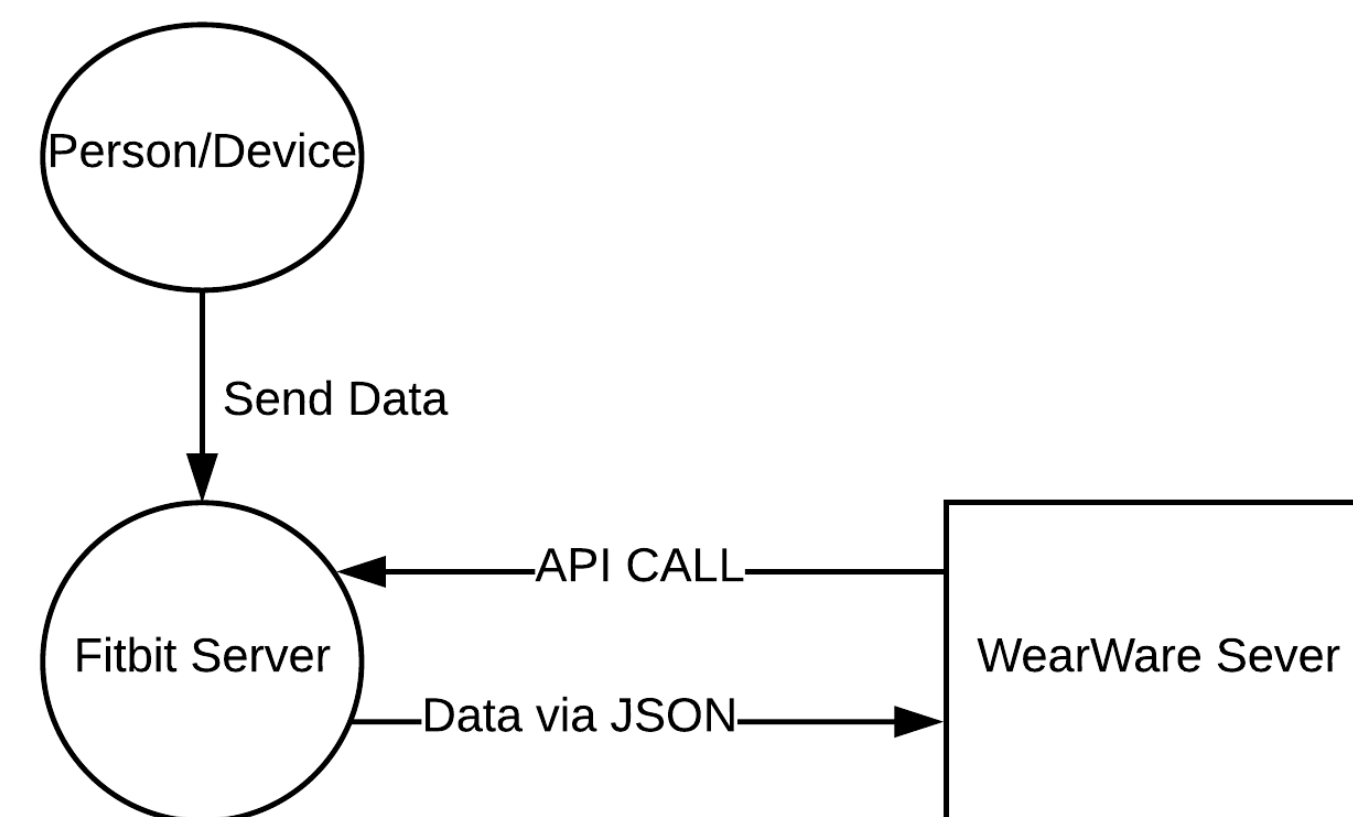 Person/Device
Send Data
API CALL
Fitbit Server
WearWare Sever
Data via JSON